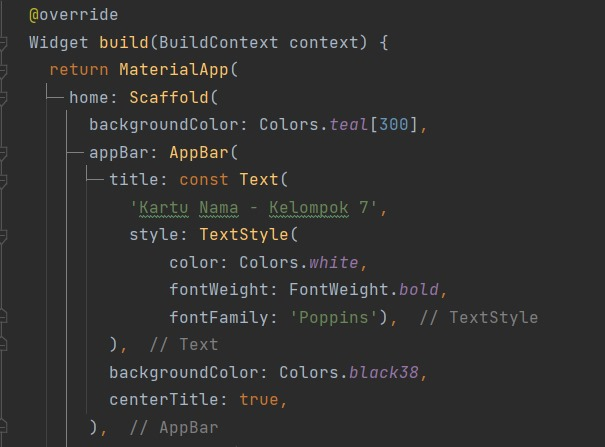 @override
Widget build(BuildContext context) {
return MaterialApp(
home: Scaffold(
backgroundColor: Colors.teal[300],
appBar: AppBar(
title: const Text(
'Kartu Nama - Kelompok 7',
style: TextStyle(
color: Colors.white,
fontWeight: FontWeight.bold,
fontFamily: 'Poppins'), // TextStyle
), // Text
backgroundColor: Colors.black38,
centerTitle: true,
), // AppBar